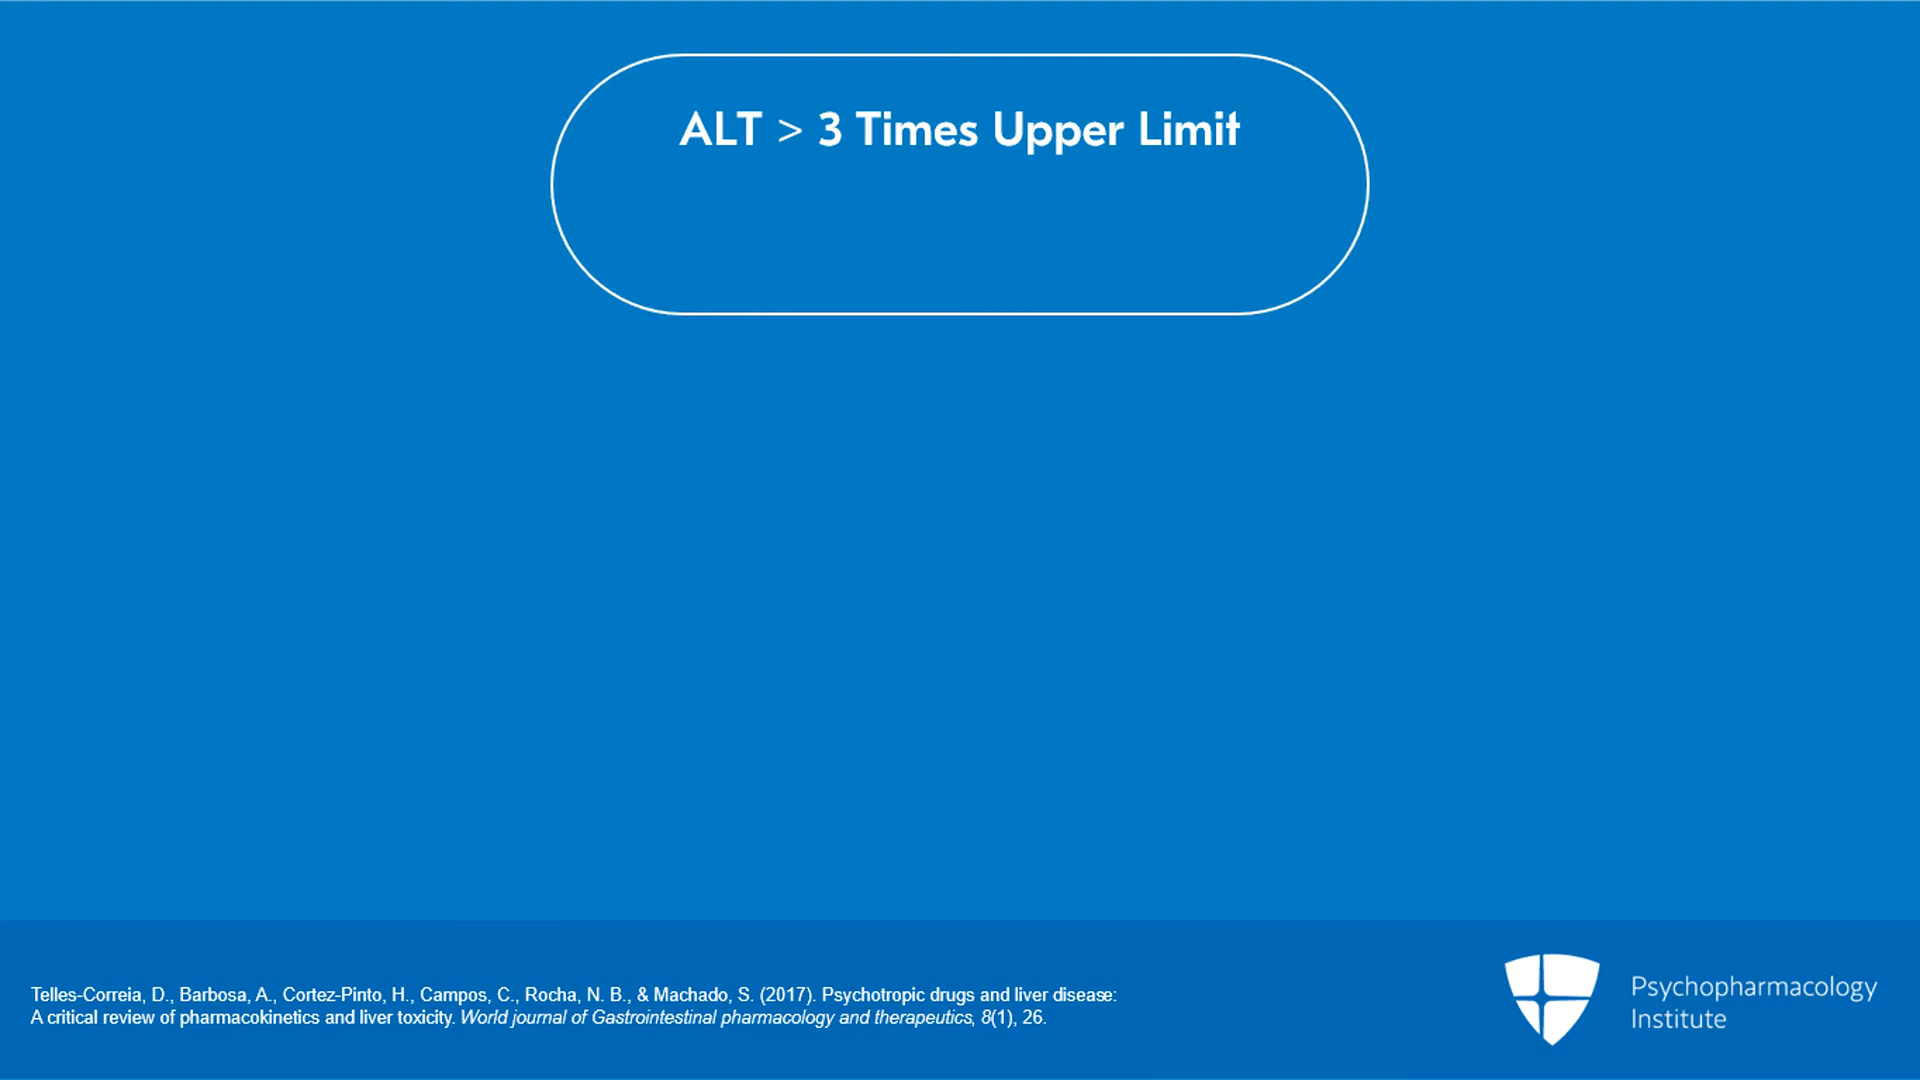 ALT > 3 Times Upper Limit
Telles-Correia, D., Barbosa, A., Cortez-Pinto, H., Campos, C., Rocha, N. B., & Machado, S. (2017). Psychotropic drugs and liver disease:
A critical review of pharmacokinetics and liver toxicity. World journal of Gastrointestinal pharmacology and therapeutics, 8(1), 26.
Psychopharmacology
Institute